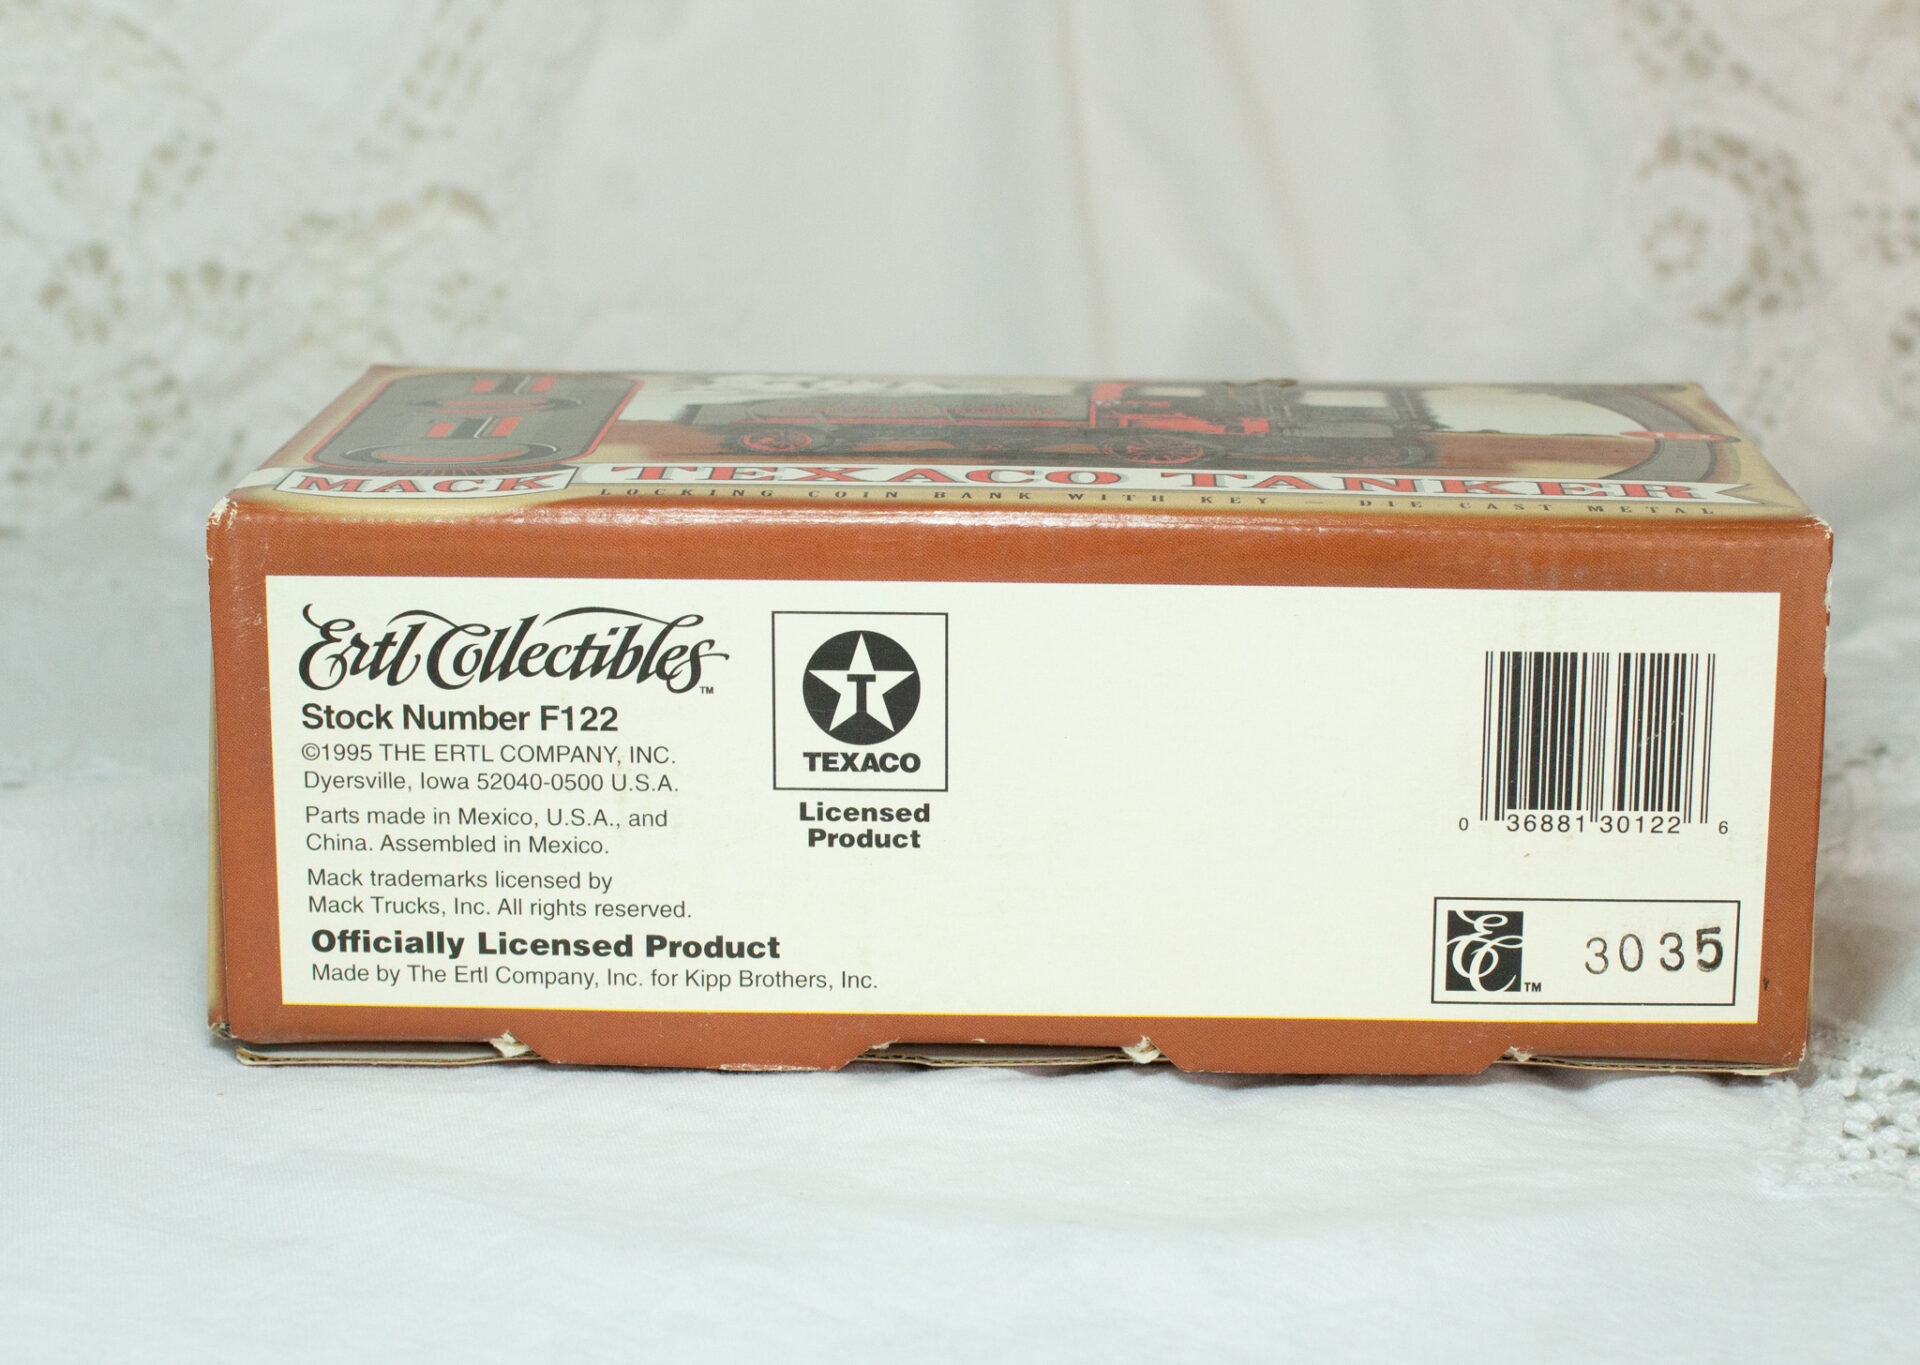 MACK
TEXACO TANKER
LOCKING COIN BANK WITH KEY — DIE CAST METAL
Ertl Collectibles™
Stock Number F122
©1995 THE ERTL COMPANY, INC.
Dyersville, Iowa 52040-0500 U.S.A.
Parts made in Mexico, U.S.A., and
China. Assembled in Mexico.
Mack trademarks licensed by
Mack Trucks, Inc. All rights reserved.
Officially Licensed Product
Made by The Ertl Company, Inc. for Kipp Brothers, Inc.
T
TEXACO
Licensed
Product
0 36881 30122 6
EC™ 3035